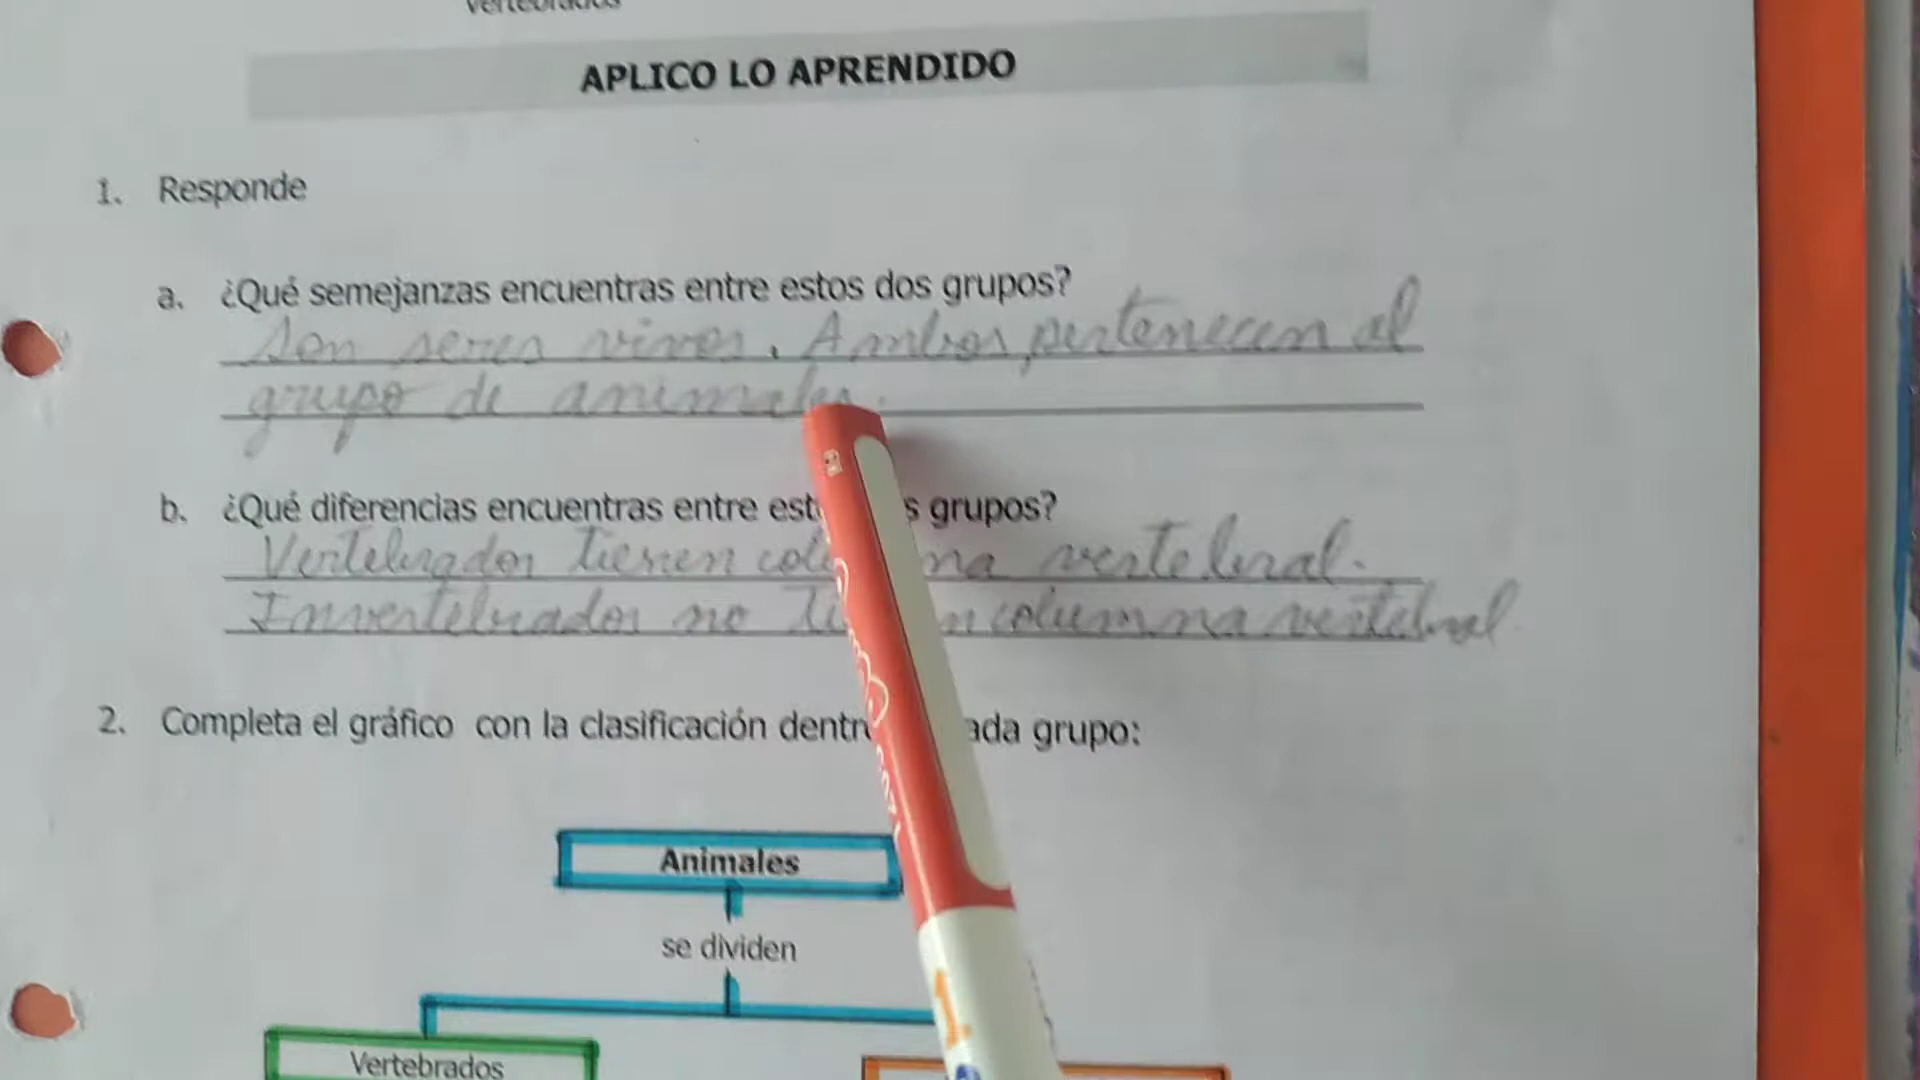 vertebrados
APLICO LO APRENDIDO
1. Responde
a. ¿Qué semejanzas encuentras entre estos dos grupos?
Son seres vivos. Ambos pertenecen al
grupo de animales.
b. ¿Qué diferencias encuentras entre est s grupos?
Vertebrados tienen col na vertebral.
Invertebrados no ti n columna vertebral
2. Completa el gráfico con la clasificación dentr ada grupo:
Animales
se dividen
Vertebrados